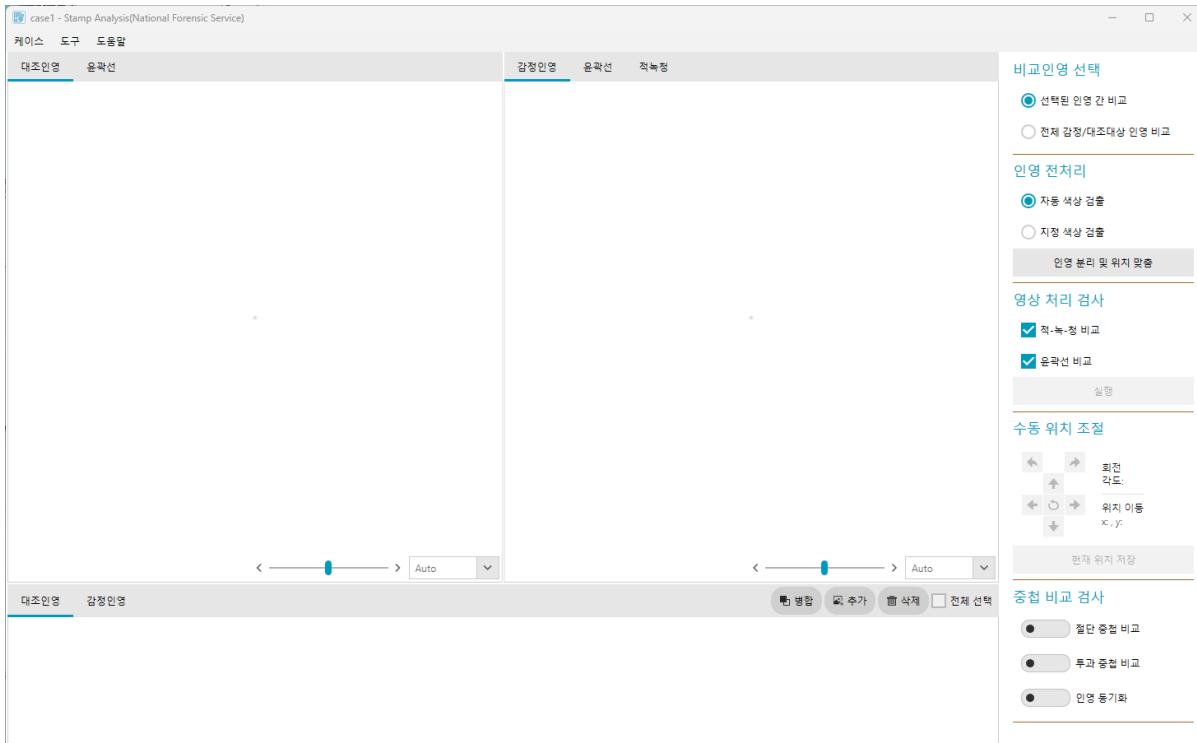 case1 - Stamp Analysis(National Forensic Service)
케이스 도구 도움말
대조인영 윤곽선
감정인영 윤곽선 적녹청
Auto
Auto
대조인영 감정인영
병합 추가 삭제 전체 선택
비교인영 선택
선택된 인영 간 비교
전체 감정/대조대상 인영 비교
인영 전처리
자동 색상 검출
지정 색상 검출
인영 분리 및 위치 맞춤
영상 처리 검사
적-녹-청 비교
윤곽선 비교
실행
수동 위치 조절
회전
각도:
위치 이동
x: , y:
현재 위치 저장
중첩 비교 검사
절단 중첩 비교
투과 중첩 비교
인영 동기화